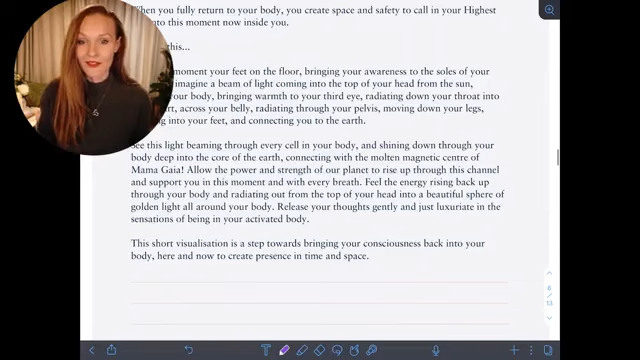 When you fully return to your body, you create space and safety to call in your Highest
into this moment now inside you.
this...
moment your feet on the floor, bringing your awareness to the soles of your
imagine a beam of light coming into the top of your head from the sun,
your body, bringing warmth to your third eye, radiating down your throat into
across your belly, radiating through your pelvis, moving down your legs,
into your feet, and connecting you to the earth.
See this light beaming through every cell in your body, and shining down through your
body deep into the core of the earth, connecting with the molten magnetic centre of
Mama Gaia! Allow the power and strength of our planet to rise up through this channel
and support you in this moment and with every breath. Feel the energy rising back up
through your body and radiating out from the top of your head into a beautiful sphere of
golden light all around your body. Release your thoughts gently and just luxuriate in the
sensations of being in your activated body.
This short visualisation is a step towards bringing your consciousness back into your
body, here and now to create presence in time and space.
6
/
13